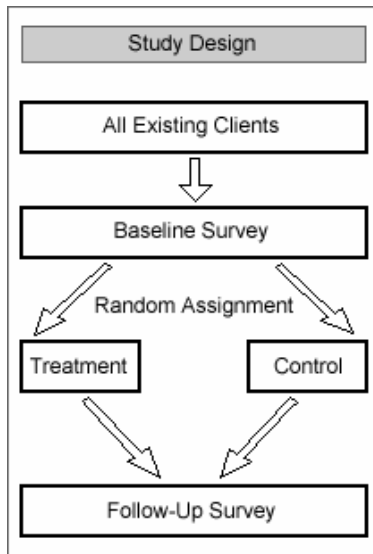 Study Design
All Existing Clients
Baseline Survey
Random Assignment
Treatment
Control
Follow-Up Survey